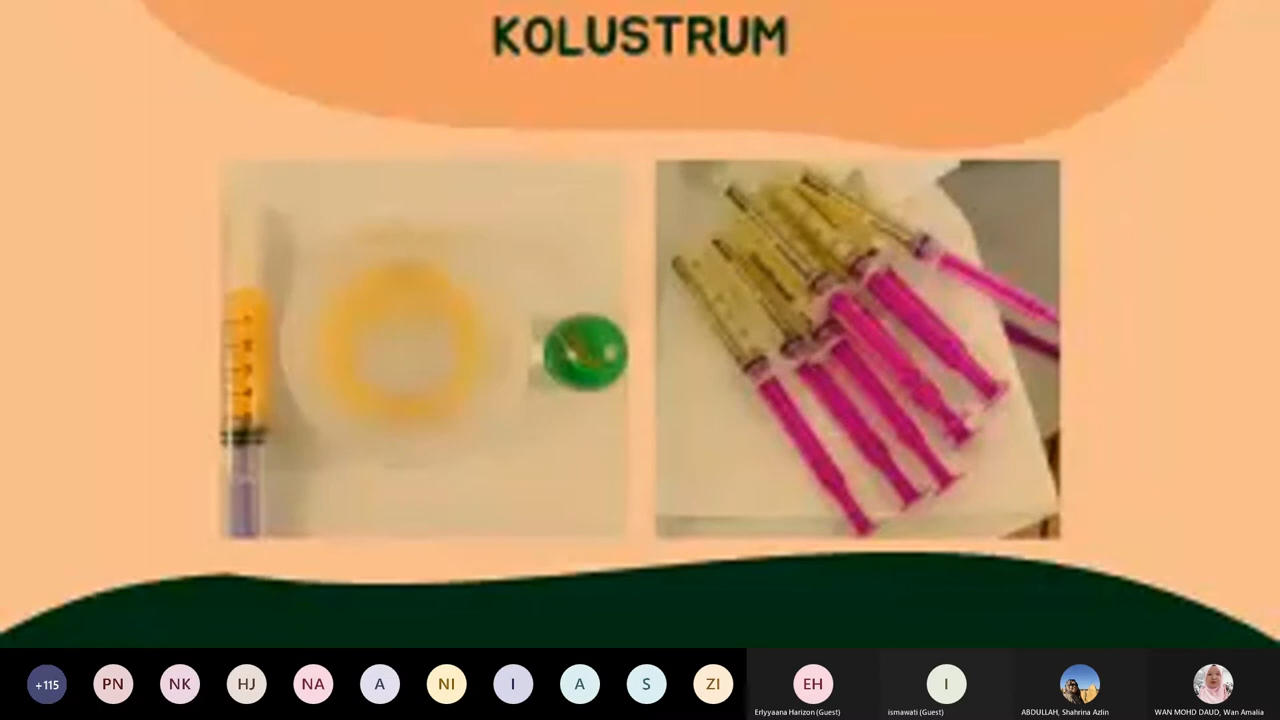 KOLUSTRUM
+115
PN
NK
HJ
NA
A
NI
I
A
S
ZI
EH
I
Erlyyaana Harizon (Guest)
ismawati (Guest)
ABDULLAH, Shahrina Azlin
WAN MOHD DAUD, Wan Amalia